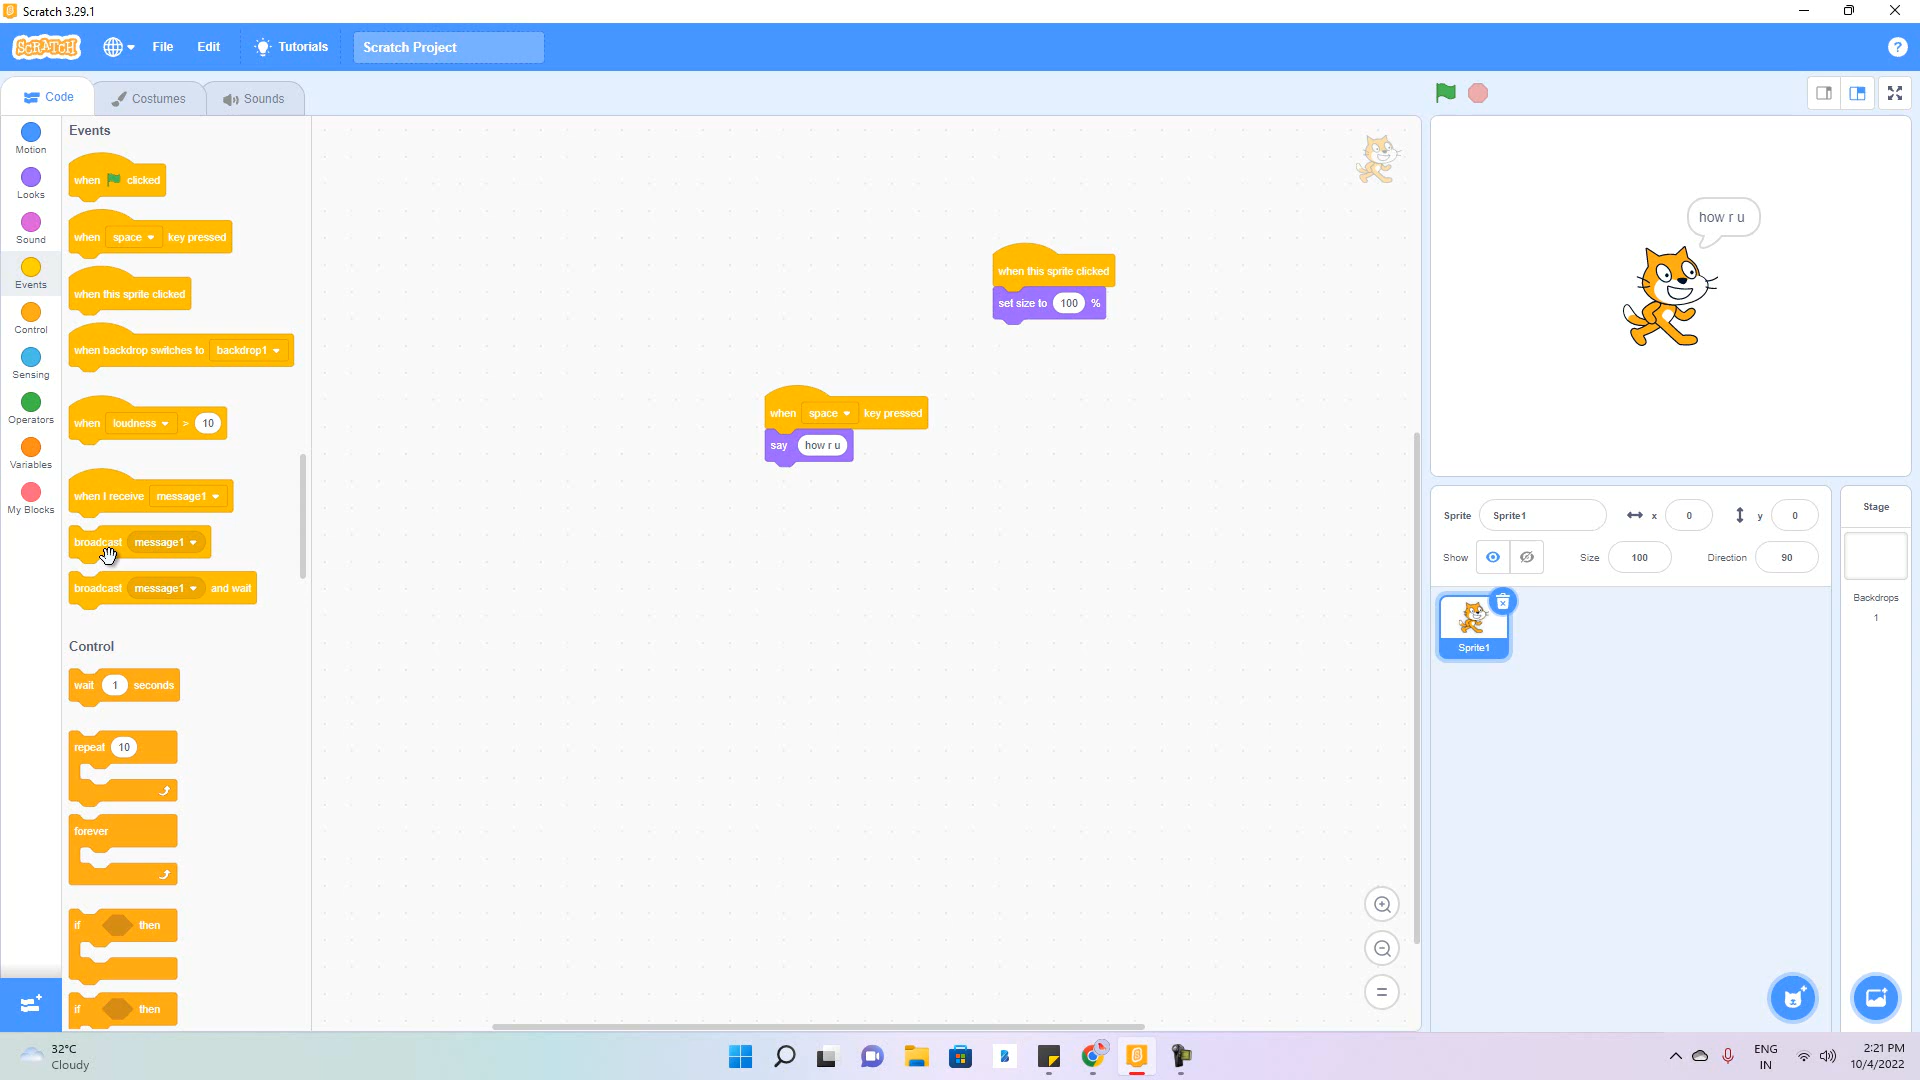 Scratch 3.29.1
SCRATCH File Edit Tutorials Scratch Project ?
Code Costumes Sounds
Motion
Looks
Sound
Events
Control
Sensing
Operators
Variables
My Blocks
Events
when clicked
when space key pressed
when this sprite clicked
when backdrop switches to backdrop1
when loudness > 10
when I receive message1
broadcast message1
broadcast message1 and wait
Control
wait 1 seconds
repeat 10
forever
if then
if then
when this sprite clicked
set size to 100 %
when space key pressed
say how r u
how r u
Sprite Sprite1 x 0 y 0
Show Size 100 Direction 90
Sprite1
Stage
Backdrops
1
32°C
Cloudy
ENG
IN
2:21 PM
10/4/2022